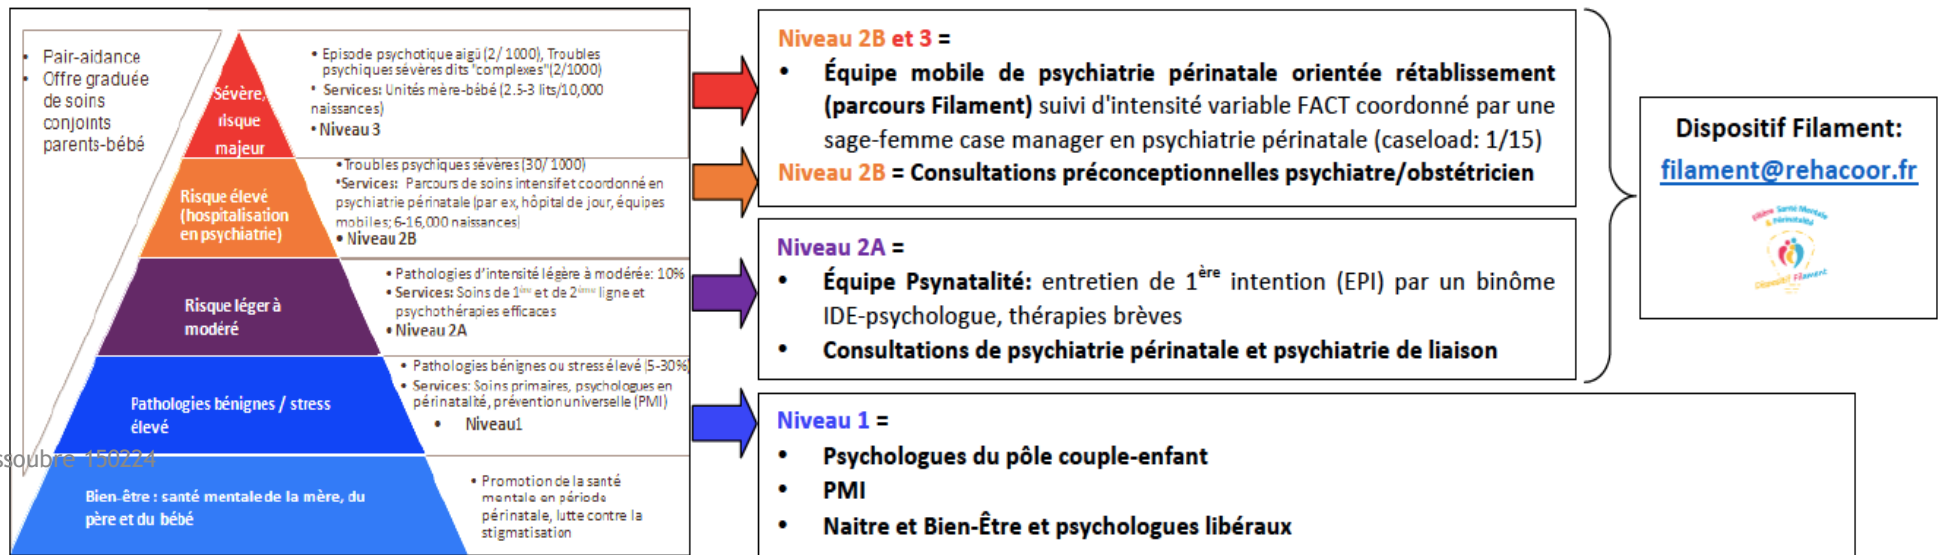 • Pair-aidance
• Offre graduée
de soins
conjoints
parents-bébé
Sévère,
risque
majeur
• Episode psychotique aigü (2/ 1000), Troubles
psychiques sévères dits "complexes"(2/1000)
• Services: Unités mère-bébé (2.5-3 lits/10,000
naissances)
• Niveau 3
Risque élevé
(hospitalisation
en psychiatrie)
•Troubles psychiques sévères (30/ 1000)
•Services: Parcours de soins intensif et coordonné en
psychiatrie périnatale (par ex, hôpital de jour, équipes
mobiles; 6-16,000 naissances)
• Niveau 2B
Risque léger à
modéré
• Pathologies d'intensité légère à modérée: 10%
• Services: Soins de 1ère et de 2ème ligne et
psychothérapies efficaces
• Niveau 2A
Pathologies bénignes / stress
élevé
• Pathologies bénignes ou stress élevé (5-30%)
• Services: Soins primaires, psychologues en
périnatalité, prévention universelle (PMI)
• Niveau1
ssoubre 150224
Bien-être : santé mentale de la mère, du
père et du bébé
• Promotion de la santé
mentale en période
périnatale, lutte contre la
stigmatisation
Niveau 2B et 3 =
• Équipe mobile de psychiatrie périnatale orientée rétablissement
(parcours Filament) suivi d'intensité variable FACT coordonné par une
sage-femme case manager en psychiatrie périnatale (caseload: 1/15)
Niveau 2B = Consultations préconceptionnelles psychiatre/obstétricien
Niveau 2A =
• Équipe Psynatalité: entretien de 1ère intention (EPI) par un binôme
IDE-psychologue, thérapies brèves
• Consultations de psychiatrie périnatale et psychiatrie de liaison
Niveau 1 =
• Psychologues du pôle couple-enfant
• PMI
• Naitre et Bien-Être et psychologues libéraux
Dispositif Filament:
filament@rehacoor.fr
Filière Santé Mentale
& Périnatalité
Dispositif Filament